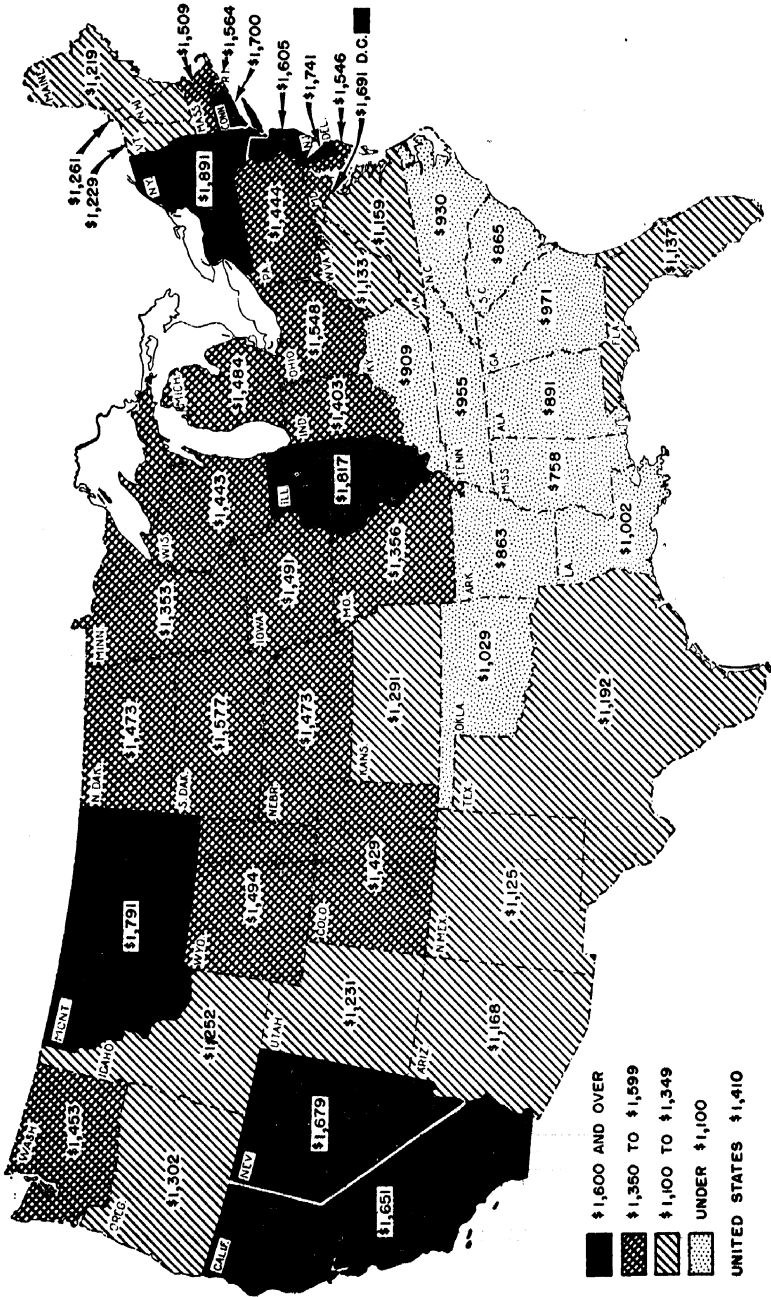 WASH.
$1,453
OREG.
$1,302
CALIF.
$1,651
NEV.
$1,679
IDAHO
$1,252
MONT
$1,791
WYO.
$1,494
UTAH
$1,231
COLO.
$1,429
ARIZ.
$1,168
N. MEX.
$1,125
N.DAK.
$1,473
S.DAK.
$1,577
NEBR.
$1,473
KANS.
$1,291
OKLA
$1,029
TEX.
$1,192
MINN.
$1,353
IOWA
$1,491
MO.
$1,356
ARK.
$863
LA.
$1,002
WIS.
$1,443
ILL
$1,817
MICH.
$1,484
IND.
$1,403
OHIO
$1,548
KY.
$909
TENN.
$955
MISS
$758
ALA
$891
GA
$971
FLA.
$1,137
S.C.
$865
N.C.
$930
VA.
$1,159
W.VA.
$1,133
PA.
$1,444
N.Y.
$1,891
VT.
N.H.
MAINE
$1,219
$1,261
$1,229
MASS.
CONN.
R.I.
N.J.
DEL.
$1,509
$1,564
$1,700
$1,605
$1,741
$1,546
$1,691 D.C.
$1,600 AND OVER
$1,350 TO $1,599
$1,100 TO $1,349
UNDER $1,100
UNITED STATES $1,410